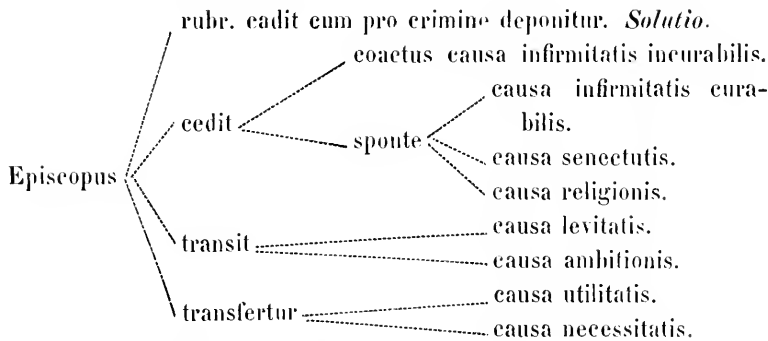 rubr. cadit cum pro crimine deponitur. Solutio.
coactus causa infirmitatis incurabilis.
causa infirmitatis cura-
cedit
bilis.
sponte
causa senectutis.
Episcopus
causa religionis.
causa levitatis.
transit
causa ambitionis.
causa utilitatis.
transfertur
causa necessitatis.